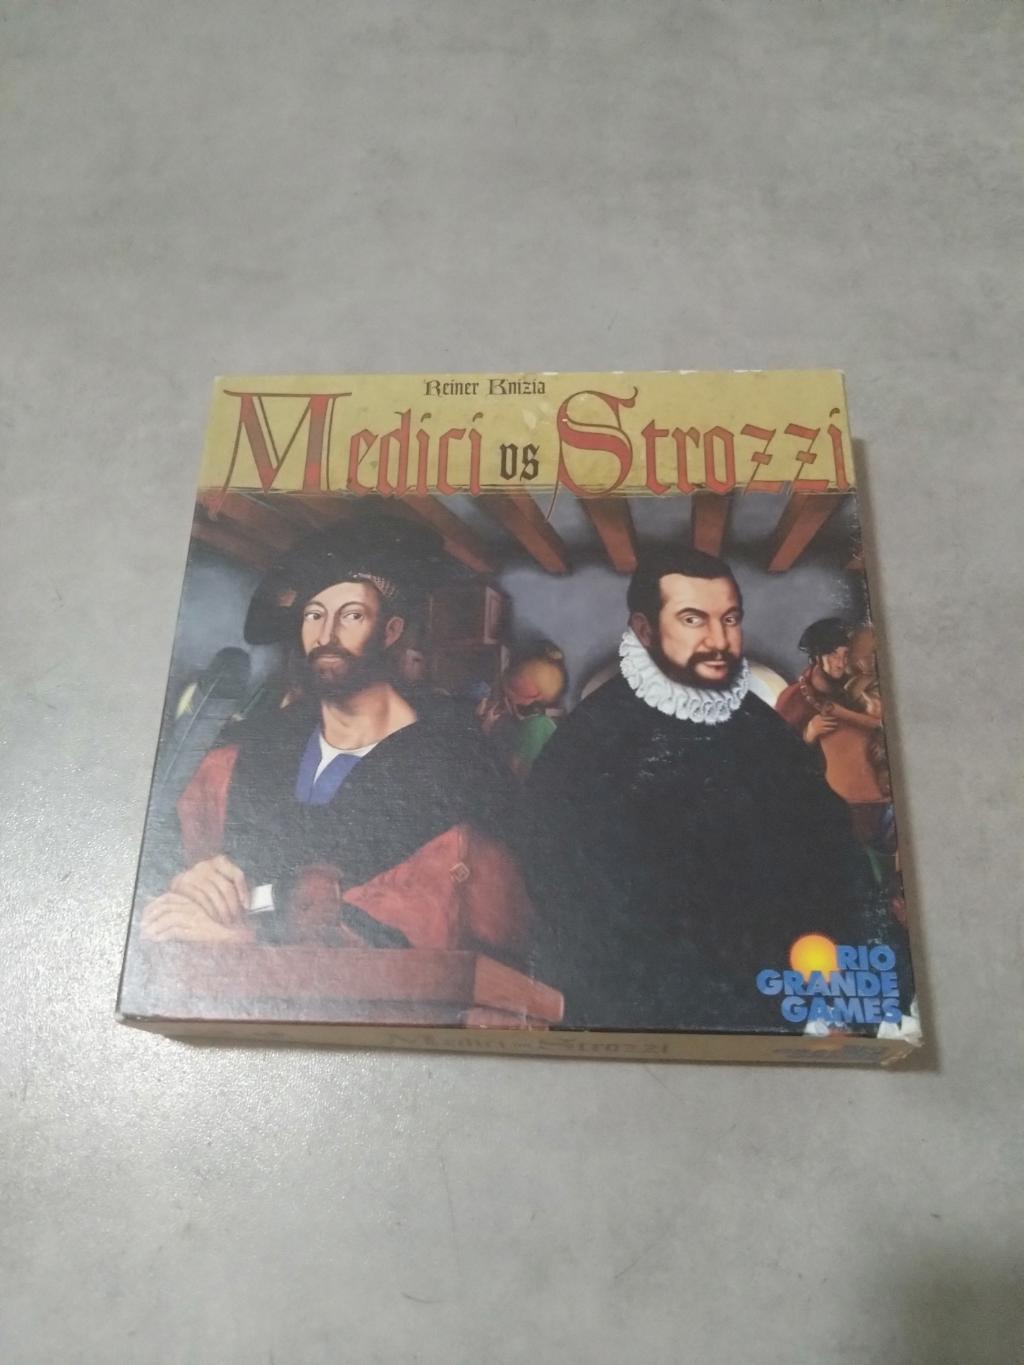 Reiner Knizia
Medici vs Strozzi
RIO
GRANDE
GAMES
Medici vs Strozzi